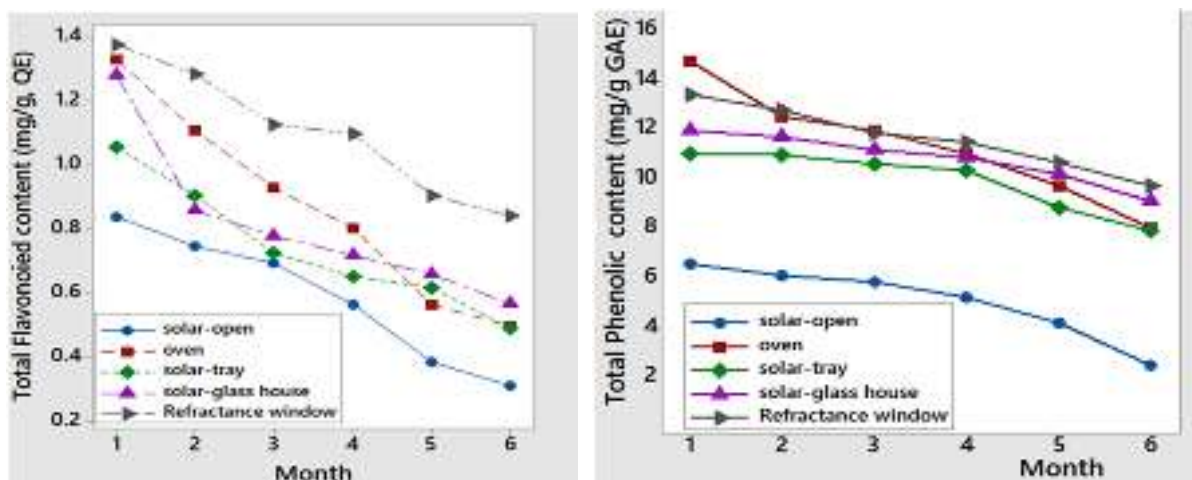 Total Flavonoied content (mg/g, QE)
1.4
1.2
1.0
0.8
0.6
0.4
0.2
solar-open
oven
solar-tray
solar-glass house
Refractance window
1 2 3 4 5 6
Month
Total Phenolic content (mg/g GAE)
16
14
12
10
8
6
4
2
solar-open
oven
solar-tray
solar-glass house
Refractance window
1 2 3 4 5 6
Month